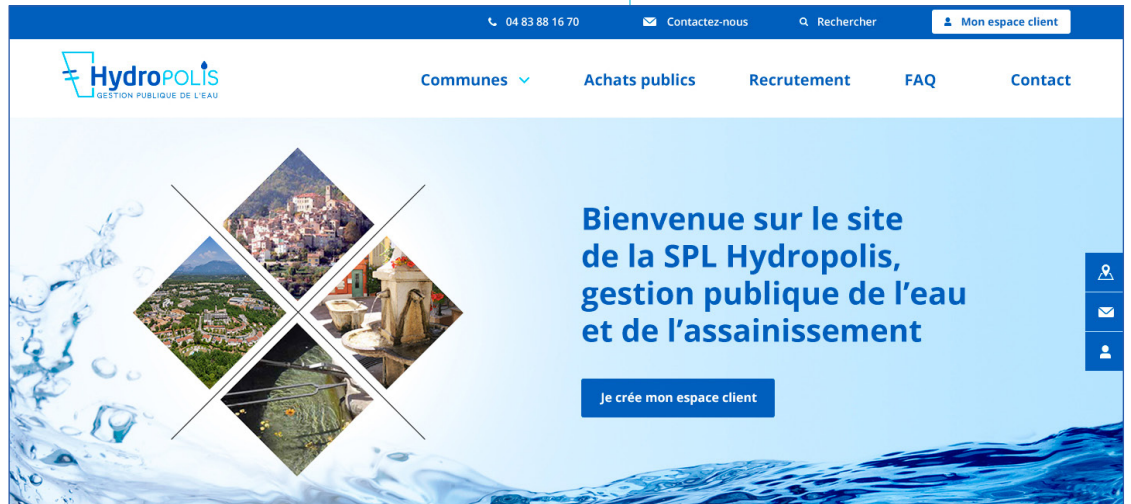 04 83 88 16 70 Contactez-nous Rechercher Mon espace client
HydroPOLIS
GESTION PUBLIQUE DE L'EAU
Communes Achats publics Recrutement FAQ Contact
Bienvenue sur le site
de la SPL Hydropolis,
gestion publique de l'eau
et de l'assainissement
Je crée mon espace client